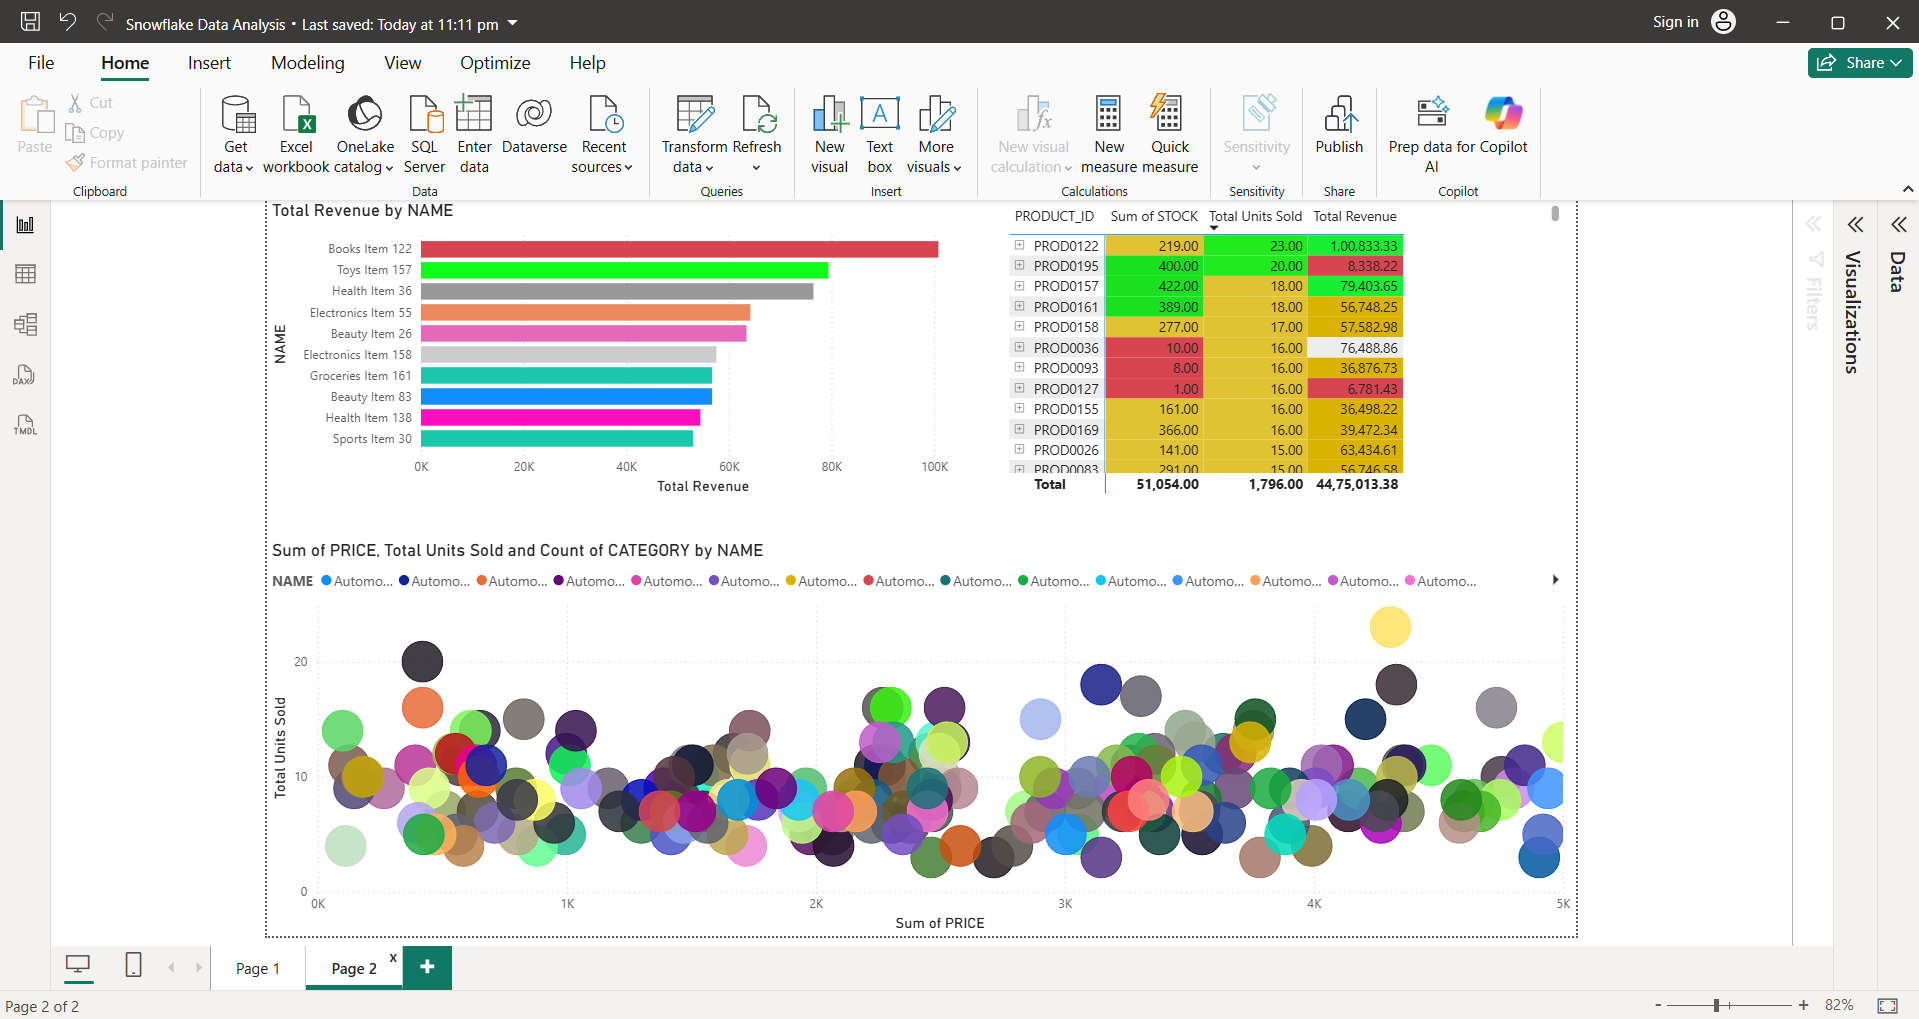 Snowflake Data Analysis • Last saved: Today at 11:11 pm
Sign in
File Home Insert Modeling View Optimize Help
Share
Paste
Cut
Copy
Format painter
Clipboard
Get data
Excel workbook
OneLake catalog
SQL Server
Enter data
Dataverse
Recent sources
Data
Transform data
Refresh
Queries
New visual
Text box
More visuals
Insert
New visual calculation
New measure
Quick measure
Calculations
Sensitivity
Sensitivity
Publish
Share
Prep data for AI
Copilot
Copilot
DAX
TMDL
Total Revenue by NAME
NAME
Books Item 122
Toys Item 157
Health Item 36
Electronics Item 55
Beauty Item 26
Electronics Item 158
Groceries Item 161
Beauty Item 83
Health Item 138
Sports Item 30
0K 20K 40K 60K 80K 100K
Total Revenue
PRODUCT_ID Sum of STOCK Total Units Sold Total Revenue
PROD0122 219.00 23.00 1,00,833.33
PROD0195 400.00 20.00 8,338.22
PROD0157 422.00 18.00 79,403.65
PROD0161 389.00 18.00 56,748.25
PROD0158 277.00 17.00 57,582.98
PROD0036 10.00 16.00 76,488.86
PROD0093 8.00 16.00 36,876.73
PROD0127 1.00 16.00 6,781.43
PROD0155 161.00 16.00 36,498.22
PROD0169 366.00 16.00 39,472.34
PROD0026 141.00 15.00 63,434.61
PROD0083 291.00 15.00 56,746.58
Total 51,054.00 1,796.00 44,75,013.38
Filters
Visualizations
Data
Sum of PRICE, Total Units Sold and Count of CATEGORY by NAME
NAME Automo... Automo... Automo... Automo... Automo... Automo... Automo... Automo... Automo... Automo... Automo... Automo... Automo... Automo... Automo...
Total Units Sold
20
10
0
0K 1K 2K 3K 4K 5K
Sum of PRICE
Page 1
Page 2 x
+
Page 2 of 2
- + 82%